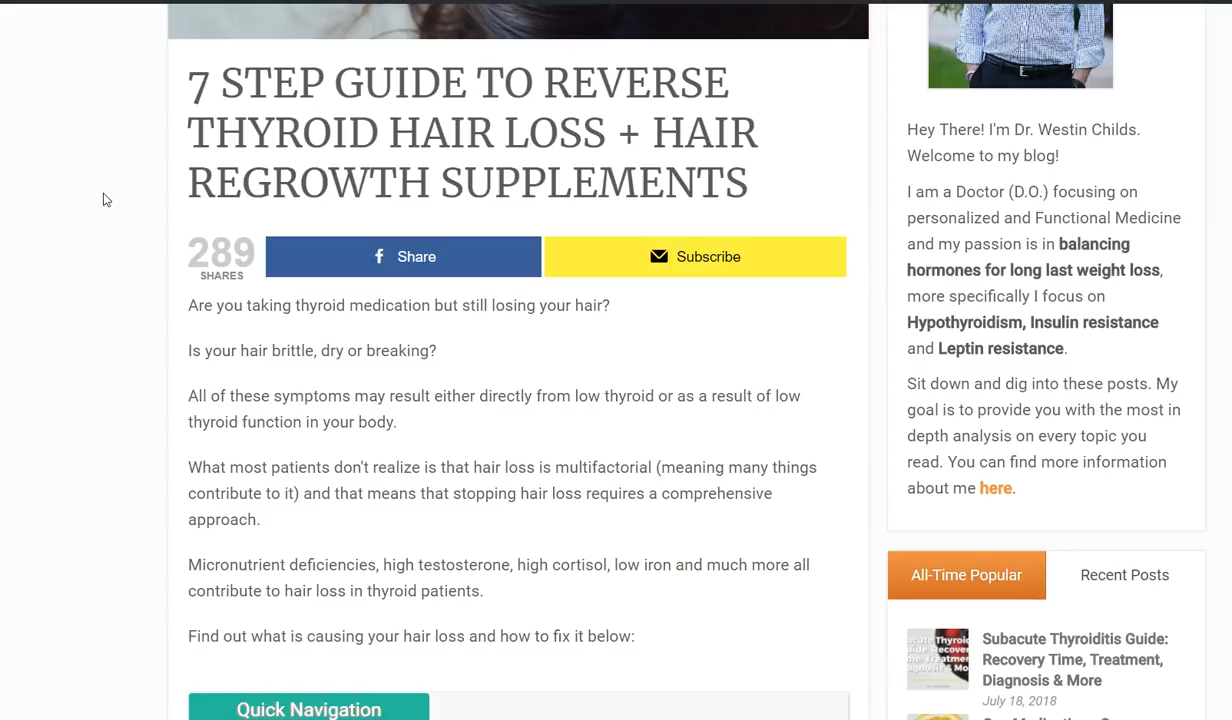 7 STEP GUIDE TO REVERSE
THYROID HAIR LOSS + HAIR
REGROWTH SUPPLEMENTS
289
SHARES
Share
Subscribe
Are you taking thyroid medication but still losing your hair?
Is your hair brittle, dry or breaking?
All of these symptoms may result either directly from low thyroid or as a result of low
thyroid function in your body.
What most patients don't realize is that hair loss is multifactorial (meaning many things
contribute to it) and that means that stopping hair loss requires a comprehensive
approach.
Micronutrient deficiencies, high testosterone, high cortisol, low iron and much more all
contribute to hair loss in thyroid patients.
Find out what is causing your hair loss and how to fix it below:
Quick Navigation
Hey There! I'm Dr. Westin Childs.
Welcome to my blog!
I am a Doctor (D.O.) focusing on
personalized and Functional Medicine
and my passion is in balancing
hormones for long last weight loss,
more specifically I focus on
Hypothyroidism, Insulin resistance
and Leptin resistance.
Sit down and dig into these posts. My
goal is to provide you with the most in
depth analysis on every topic you
read. You can find more information
about me here.
All-Time Popular
Recent Posts
Subacute Thyroiditis Guide:
Recovery Time, Treatment,
Diagnosis & More
July 18, 2018